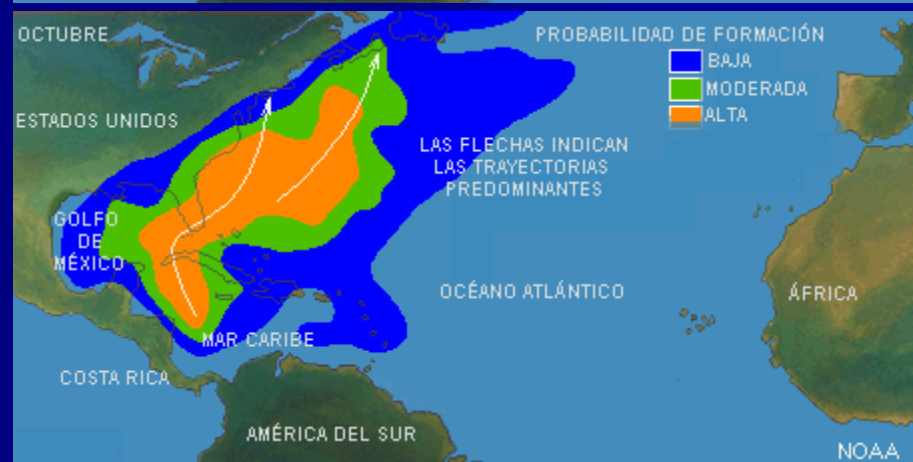 OCTUBRE
PROBABILIDAD DE FORMACIÓN
BAJA
MODERADA
ALTA
ESTADOS UNIDOS
LAS FLECHAS INDICAN
LAS TRAYECTORIAS
PREDOMINANTES
GOLFO
DE
MÉXICO
OCÉANO ATLÁNTICO
ÁFRICA
MAR CARIBE
COSTA RICA
AMÉRICA DEL SUR
NOAA